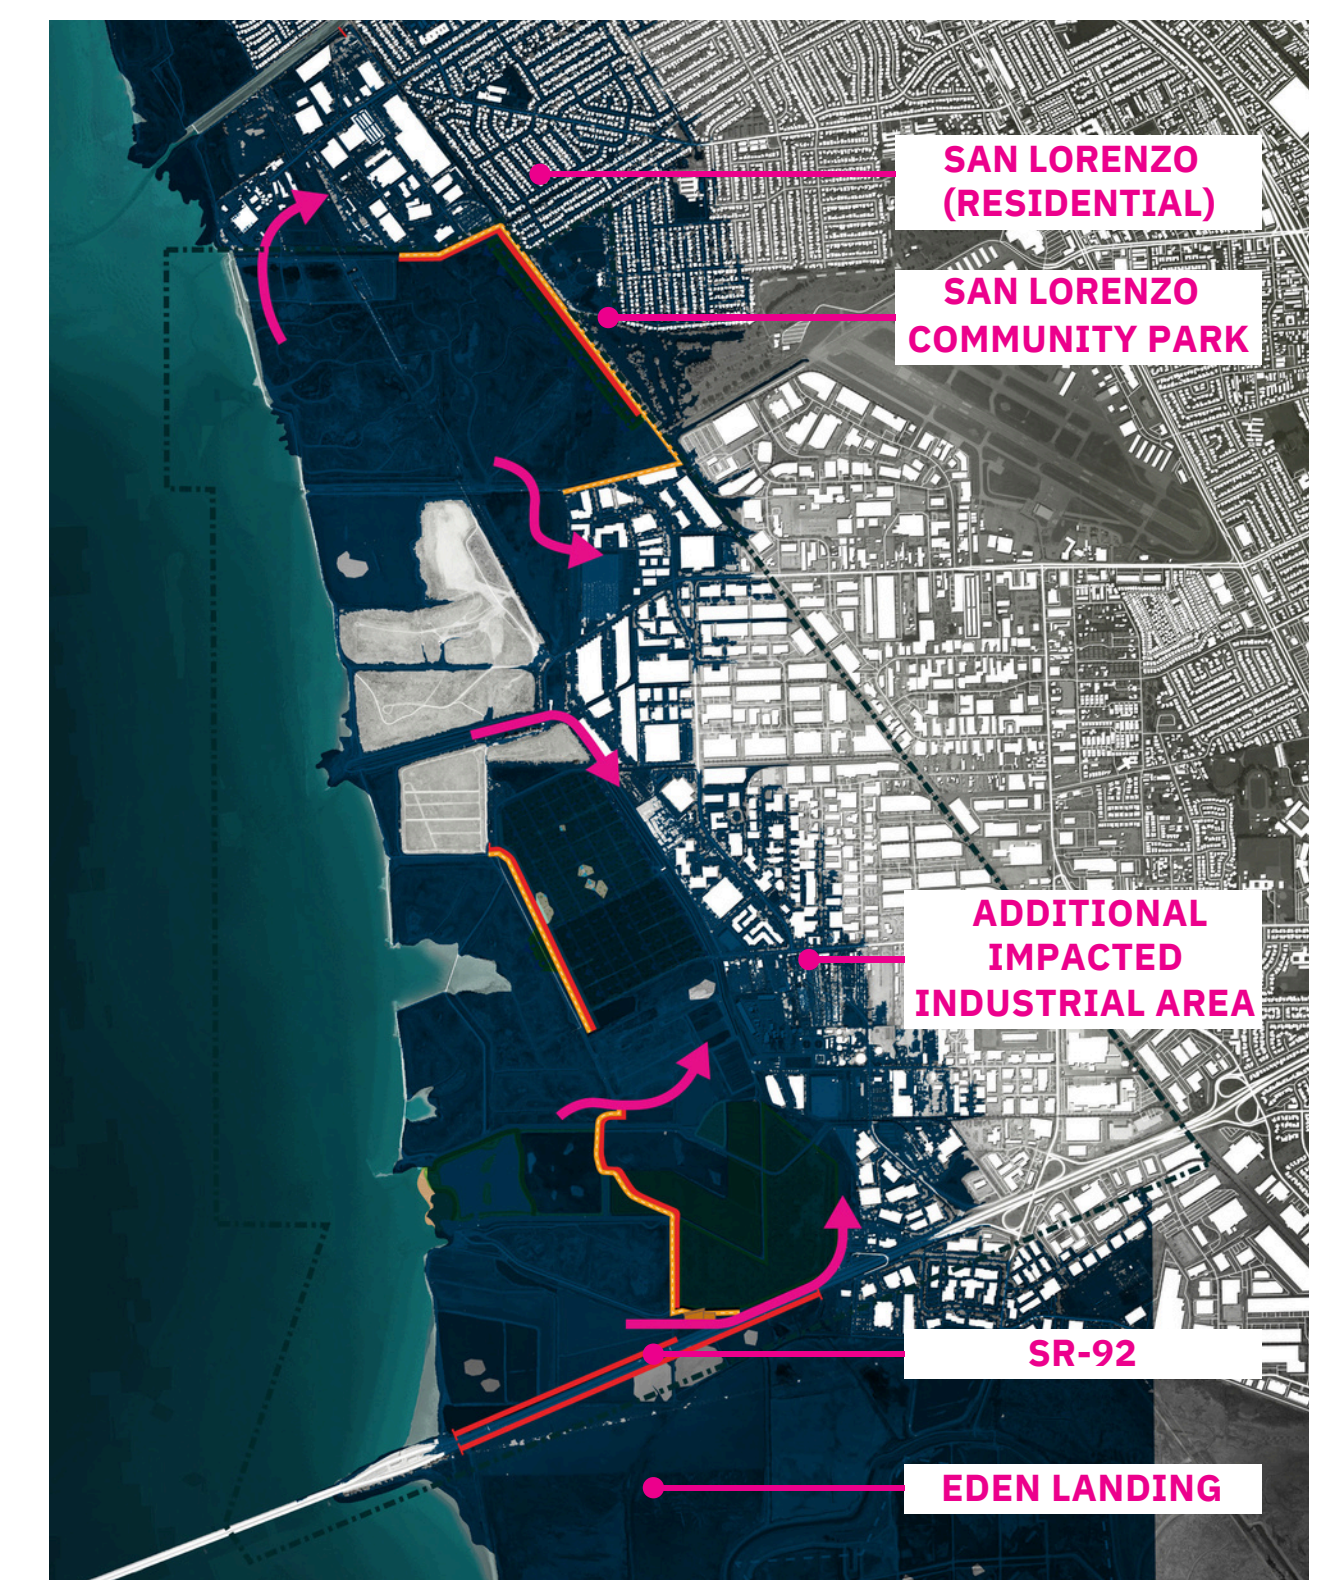 SAN LORENZO
(RESIDENTIAL)
SAN LORENZO
COMMUNITY PARK
ADDITIONAL
IMPACTED
INDUSTRIAL AREA
SR-92
EDEN LANDING